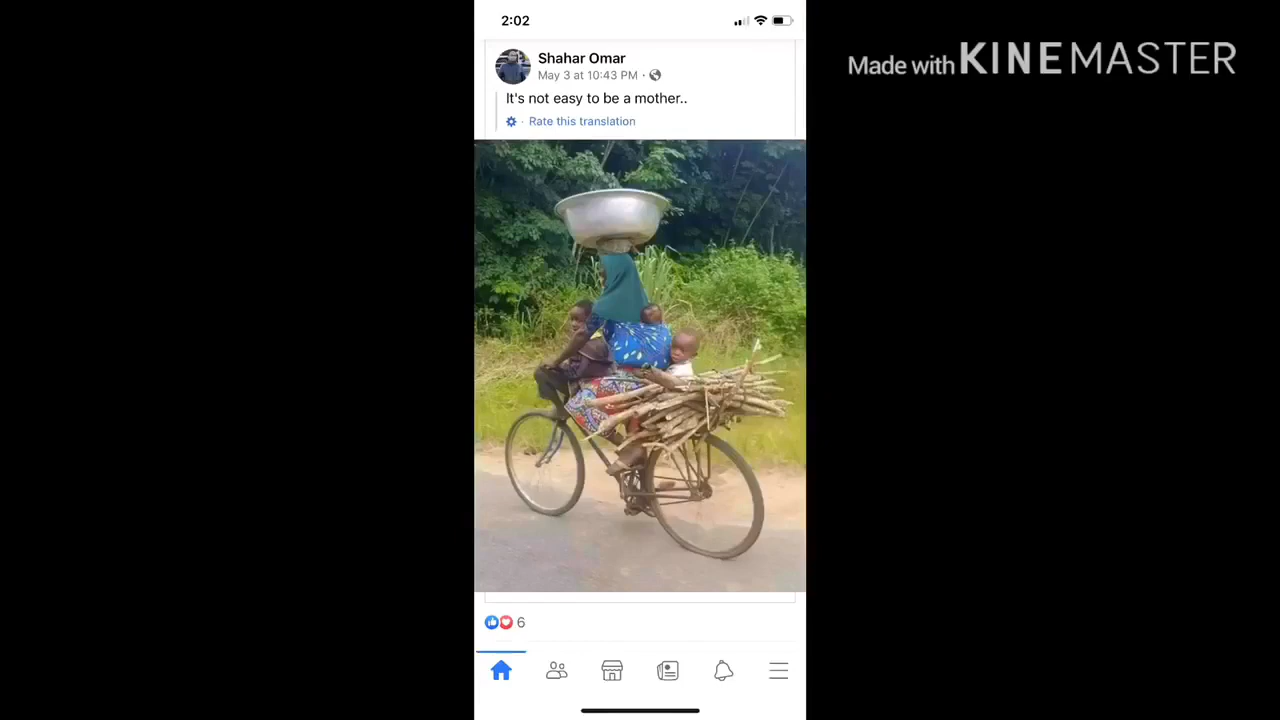 2:02
Shahar Omar
May 3 at 10:43 PM ·
It's not easy to be a mother..
· Rate this translation
6
Made with KINEMASTER